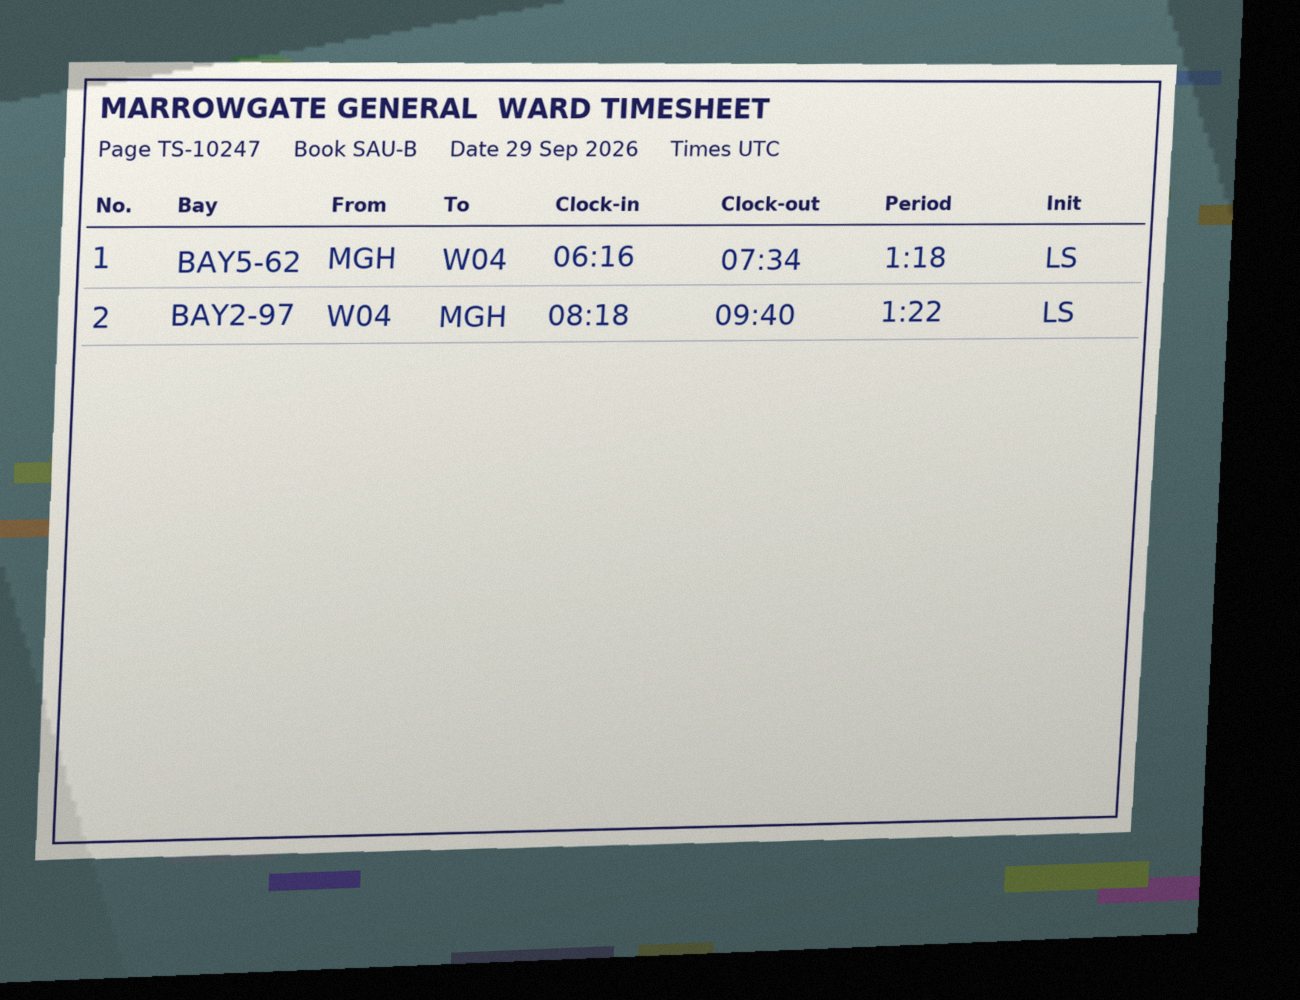 MARROWGATE GENERAL WARD TIMESHEET
Page TS-10247 Book SAU-B Date 29 Sep 2026 Times UTC
No. Bay From To Clock-in Clock-out Period Init
1 BAY5-62 MGH W04 06:16 07:34 1:18 LS
2 BAY2-97 W04 MGH 08:18 09:40 1:22 LS